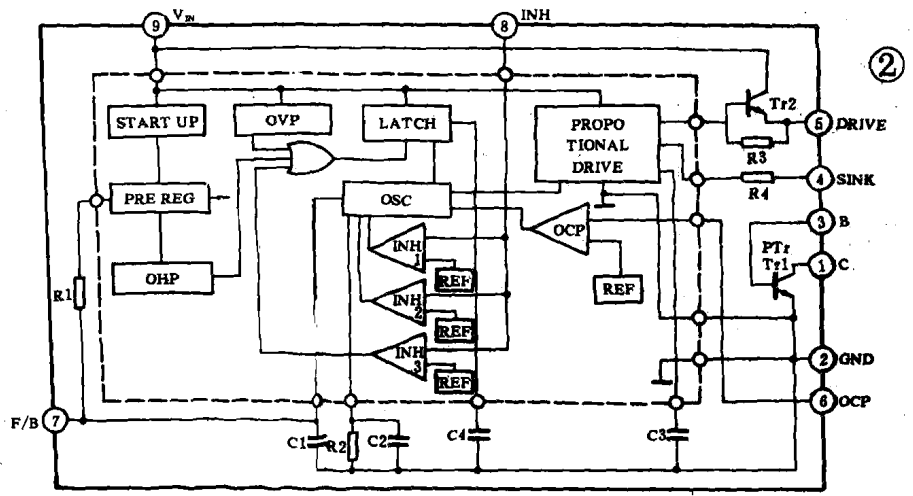 9 V IN
8 INH
②
START UP
OVP
LATCH
PROPO
TIONAL
DRIVE
Tr2
5 DRIVE
R3
R4
4 SINK
PRE REG
OSC
OCP
3 B
PTr
Tr1
1 C
INH
1
REF
REF
OHP
R1
INH
2
REF
INH
3
REF
2 GND
6 OCP
F/B 7
C1
R2
C2
C4
C3